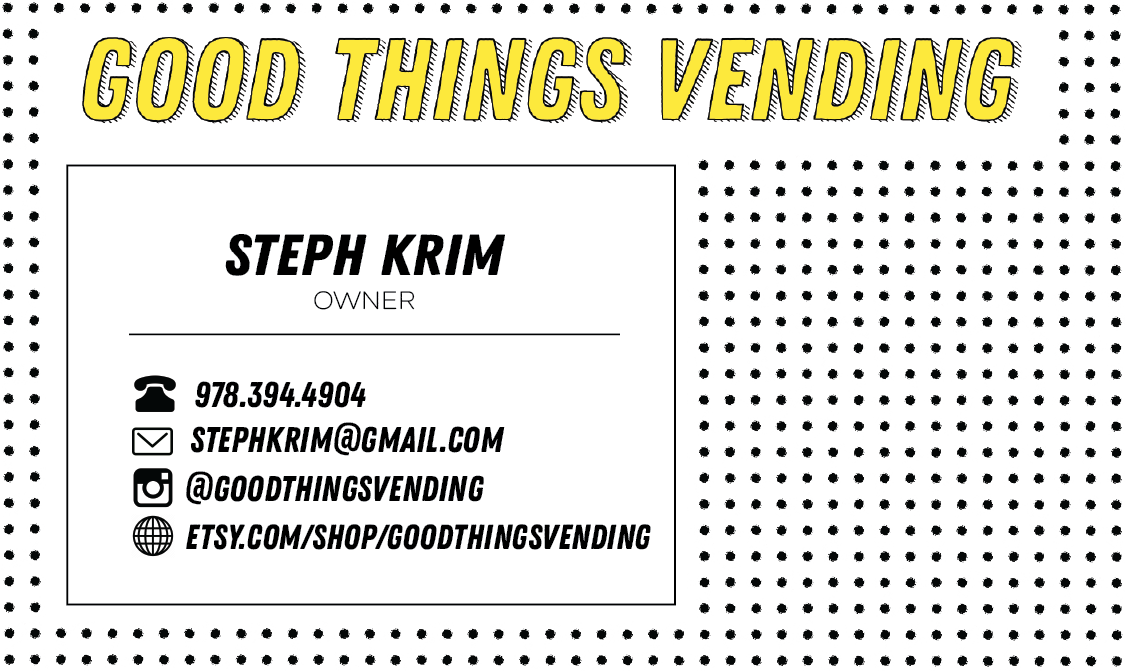 GOOD THINGS VENDING
STEPH KRIM
OWNER
978.394.4904
STEPHKRIM@GMAIL.COM
@GOODTHINGSVENDING
ETSY.COM/SHOP/GOODTHINGSVENDING